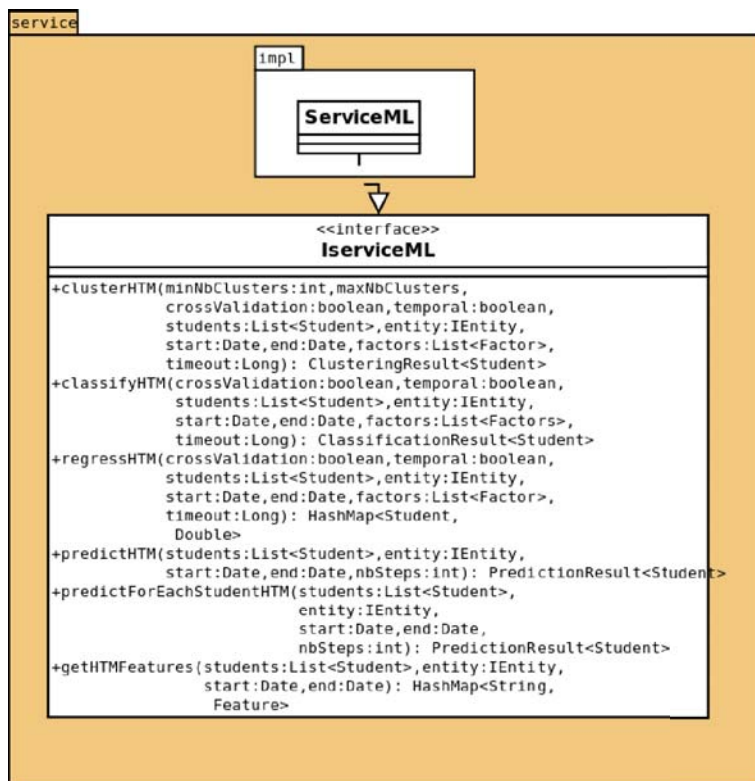 service
impl
ServiceML
<<interface>>
IserviceML
+clusterHTM(minNbClusters:int,maxNbClusters,
crossValidation:boolean,temporal:boolean,
students:List<Student>,entity:IEntity,
start:Date,end:Date,factors:List<Factor>,
timeout:Long): ClusteringResult<Student>
+classifyHTM(crossValidation:boolean,temporal:boolean,
students:List<Student>,entity:IEntity,
start:Date,end:Date,factors:List<Factors>,
timeout:Long): ClassificationResult<Student>
+regressHTM(crossValidation:boolean,temporal:boolean,
students:List<Student>,entity:IEntity,
start:Date,end:Date,factors:List<Factor>,
timeout:Long): HashMap<Student,
Double>
+predictHTM(students:List<Student>,entity:IEntity,
start:Date,end:Date,nbSteps:int): PredictionResult<Student>
+predictForEachStudentHTM(students:List<Student>,
entity:IEntity,
start:Date,end:Date,
nbSteps:int): PredictionResult<Student>
+getHTMFeatures(students:List<Student>,entity:IEntity,
start:Date,end:Date): HashMap<String,
Feature>